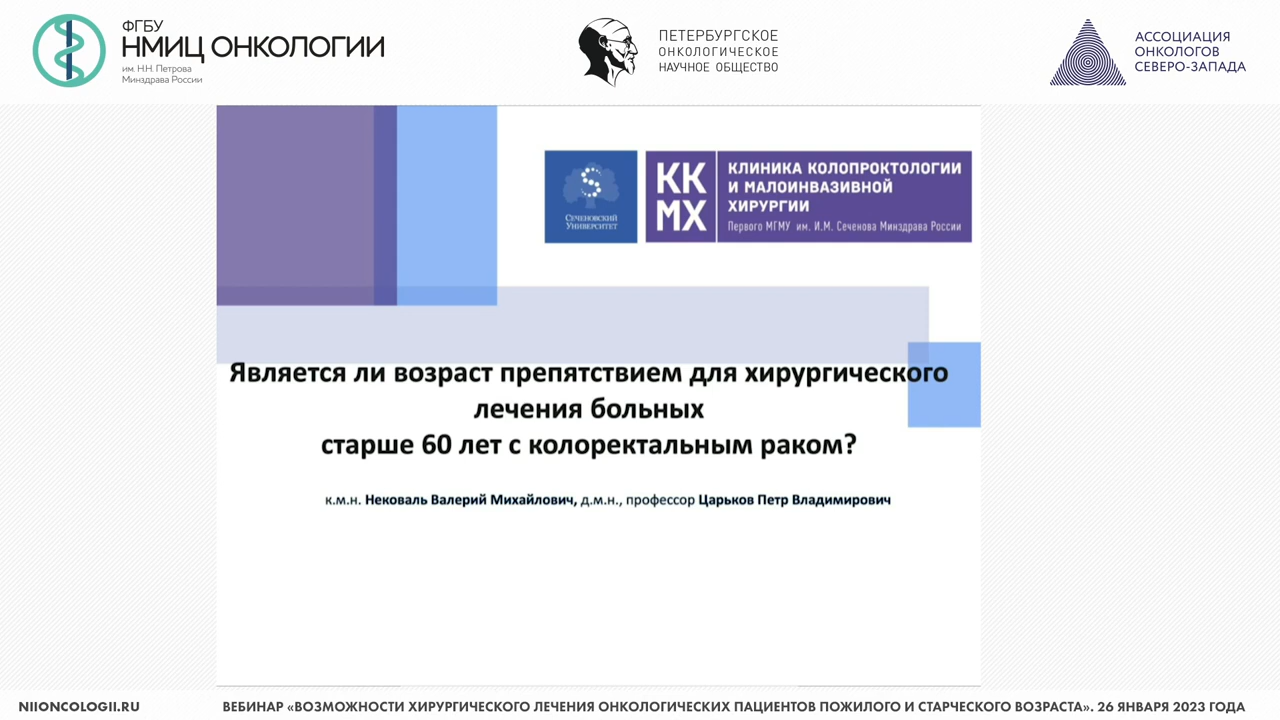 ФГБУ
НМИЦ ОНКОЛОГИИ
им. Н.Н. Петрова
Минздрава России
ПЕТЕРБУРГСКОЕ
ОНКОЛОГИЧЕСКОЕ
НАУЧНОЕ ОБЩЕСТВО
АССОЦИАЦИЯ
ОНКОЛОГОВ
СЕВЕРО-ЗАПАДА
СЕЧЕНОВСКИЙ
УНИВЕРСИТЕТ
КК
МХ
КЛИНИКА КОЛОПРОКТОЛОГИИ
И МАЛОИНВАЗИВНОЙ
ХИРУРГИИ
Первого МГМУ им. И.М. Сеченова Минздрава России
Является ли возраст препятствием для хирургического
лечения больных
старше 60 лет с колоректальным раком?
к.м.н. Нековаль Валерий Михайлович, д.м.н., профессор Царьков Петр Владимирович
NIIONCOLOGII.RU
ВЕБИНАР «ВОЗМОЖНОСТИ ХИРУРГИЧЕСКОГО ЛЕЧЕНИЯ ОНКОЛОГИЧЕСКИХ ПАЦИЕНТОВ ПОЖИЛОГО И СТАРЧЕСКОГО ВОЗРАСТА». 26 ЯНВАРЯ 2023 ГОДА